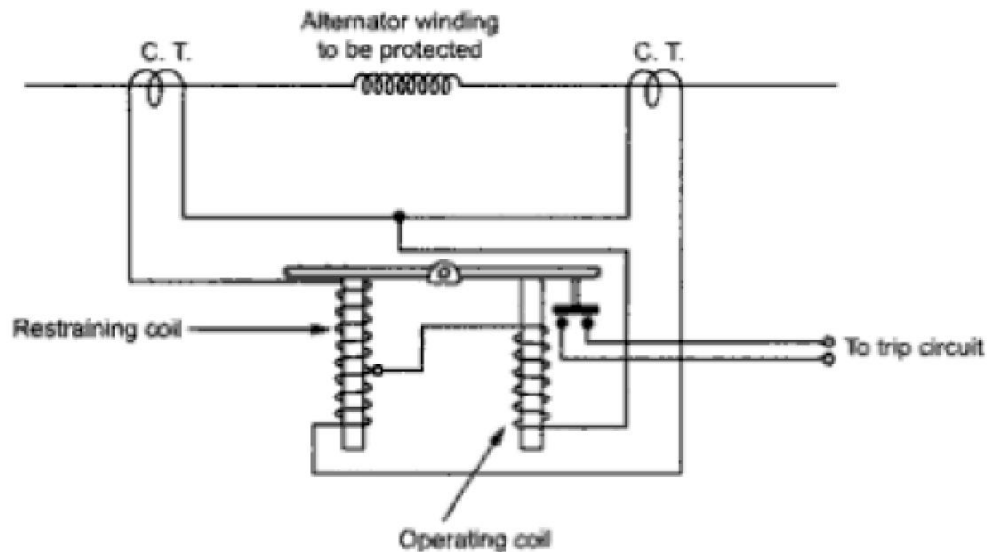 Alternator winding
to be protected
C. T.
C. T.
Restraining coil
To trip circuit
Operating coil